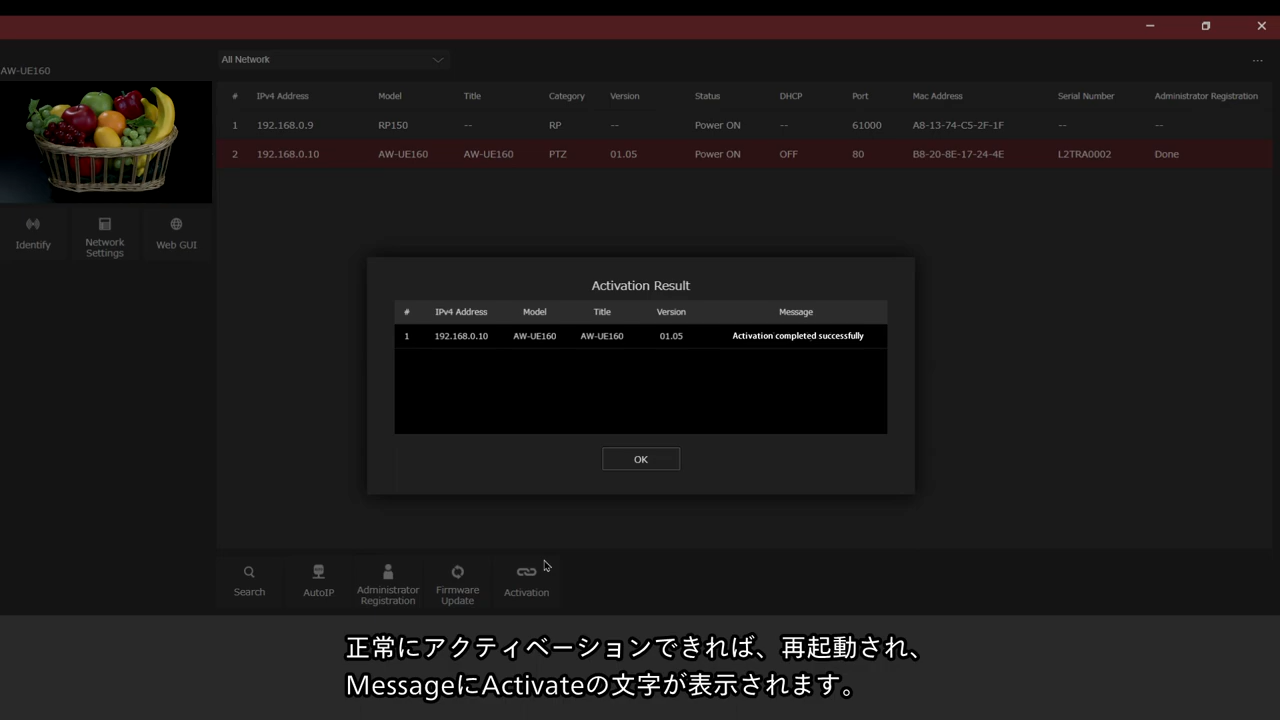 All Network
...
AW-UE160
# IPv4 Address Model Title Category Version Status DHCP Port Mac Address Serial Number Administrator Registration
1 192.168.0.9 RP150 -- RP -- Power ON -- 61000 A8-13-74-C5-2F-1F -- --
2 192.168.0.10 AW-UE160 AW-UE160 PTZ 01.05 Power ON OFF 80 B8-20-8E-17-24-4E L2TRA0002 Done
Identify
Network
Settings
Web GUI
Activation Result
# IPv4 Address Model Title Version Message
1 192.168.0.10 AW-UE160 AW-UE160 01.05 Activation completed successfully
OK
Search
AutoIP
Administrator
Registration
Firmware
Update
Activation
正常にアクティベーションできれば、再起動され、
MessageにActivateの文字が表示されます。